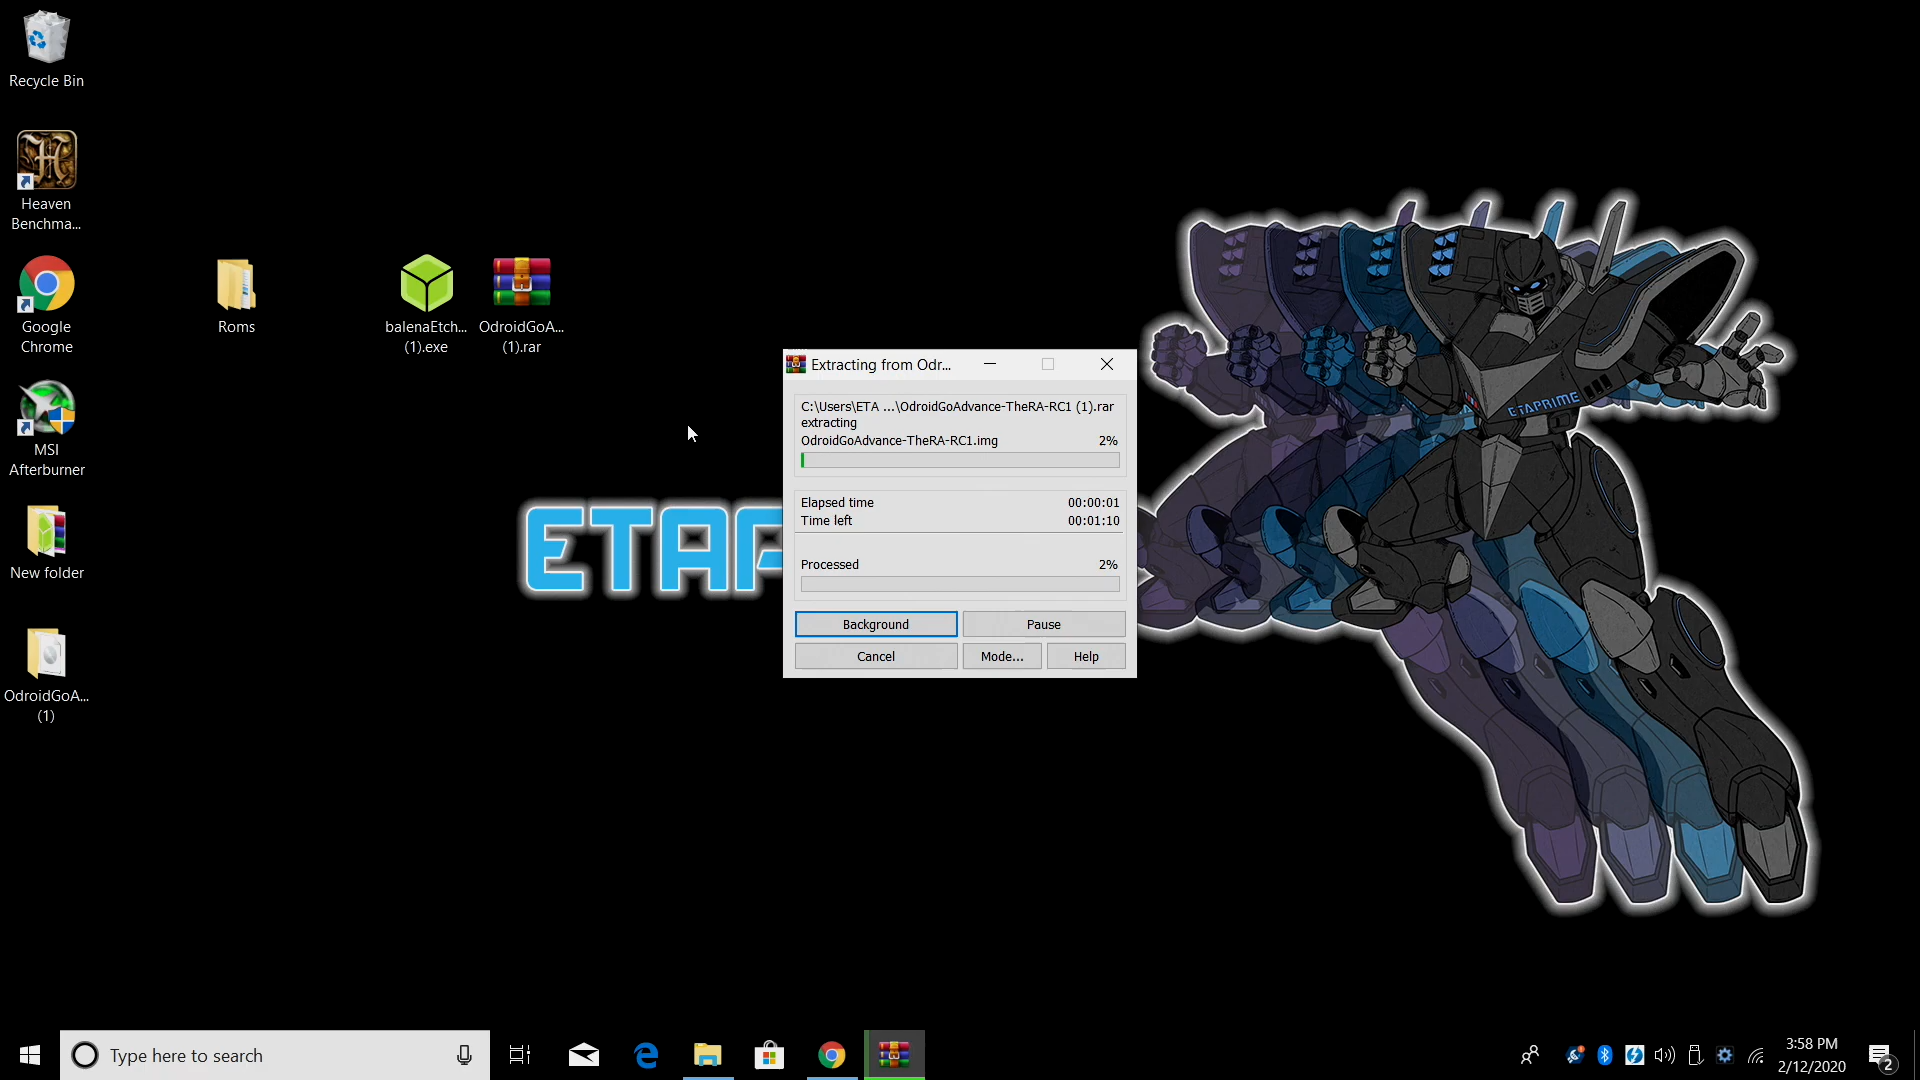 Recycle Bin
Heaven
Benchma...
Google
Chrome
MSI
Afterburner
New folder
OdroidGoA...
(1)
Roms
balenaEtch...
(1).exe
OdroidGoA...
(1).rar
Extracting from Odr...
C:\Users\ETA ...\OdroidGoAdvance-TheRA-RC1 (1).rar
extracting
OdroidGoAdvance-TheRA-RC1.img 2%
Elapsed time 00:00:01
Time left 00:01:10
Processed 2%
Background Pause
Cancel Mode... Help
ETAP
ETAPRIME
Type here to search
3:58 PM
2/12/2020
2